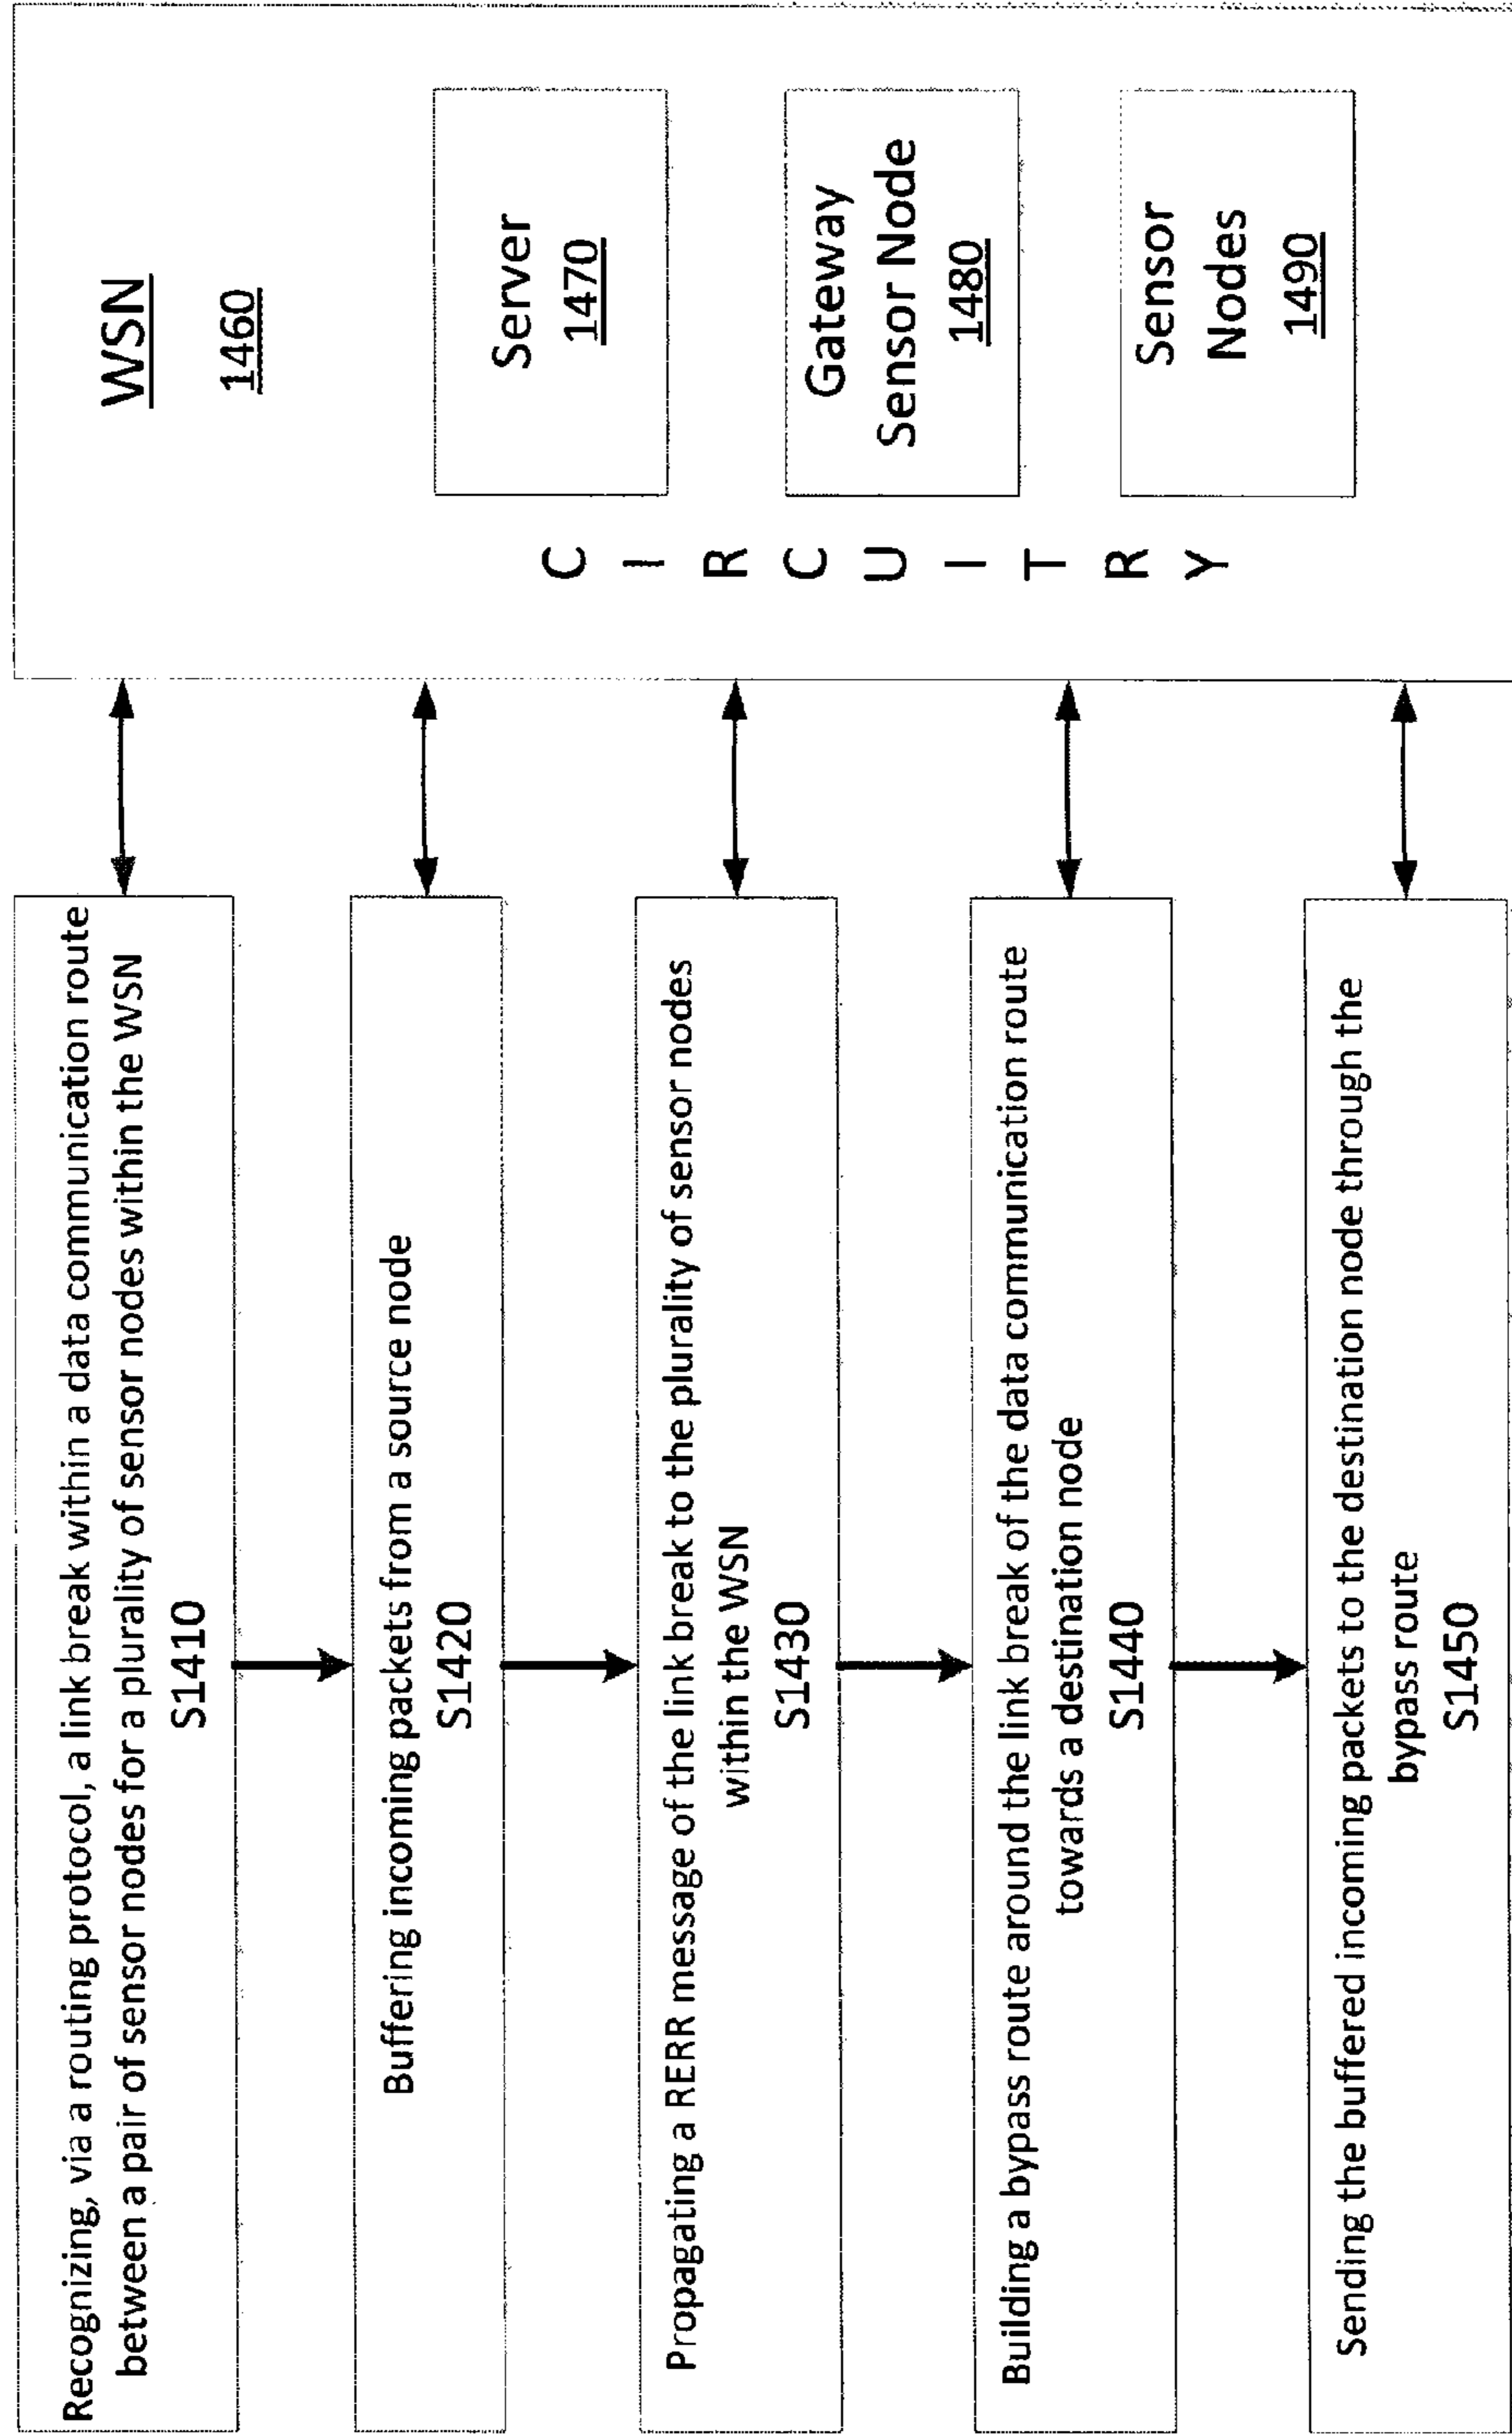 Recognizing, via a routing protocol, a link break within a data communication route
between a pair of sensor nodes for a plurality of sensor nodes within the WSN
S1410
Buffering incoming packets from a source node
S1420
Propagating a RERR message of the link break to the plurality of sensor nodes
within the WSN
S1430
Building a bypass route around the link break of the data communication route
towards a destination node
S1440
Sending the buffered incoming packets to the destination node through the
bypass route
S1450
WSN
1460
CIRCUITRY
Server
1470
Gateway
Sensor Node
1480
Sensor
Nodes
1490